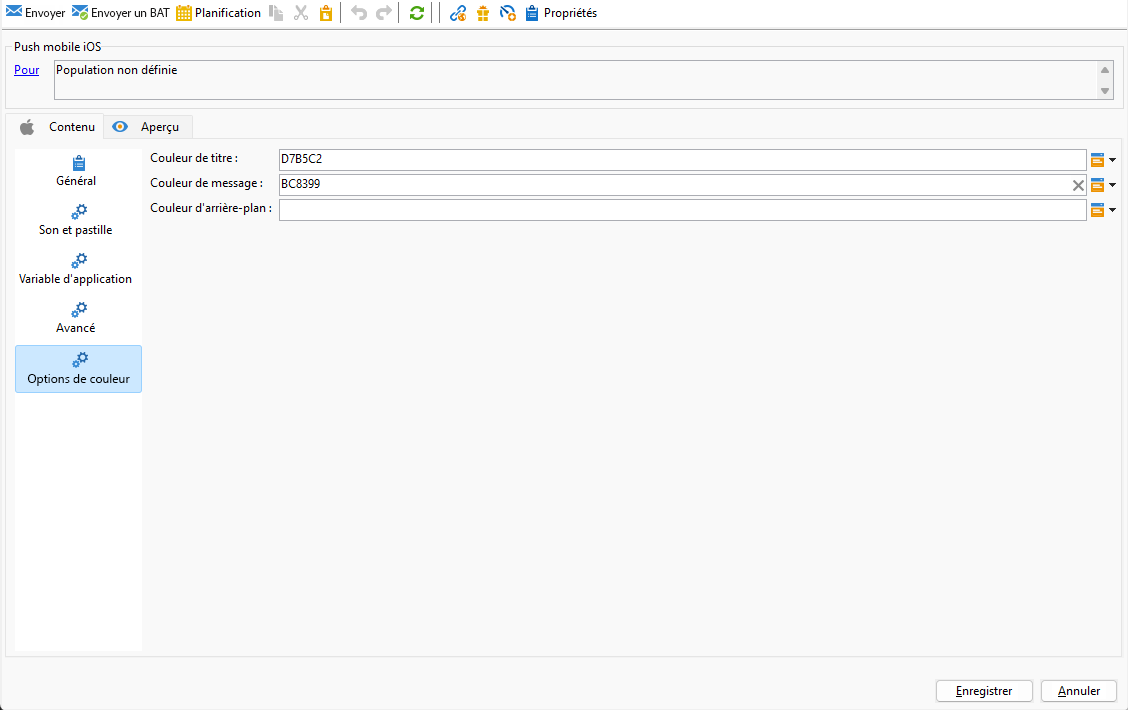 Envoyer Envoyer un BAT Planification Propriétés
Push mobile iOS
Pour Population non définie
Contenu Aperçu
Général
Son et pastille
Variable d'application
Avancé
Options de couleur
Couleur de titre : D7B5C2
Couleur de message : BC8399
Couleur d'arrière-plan :
Enregistrer Annuler